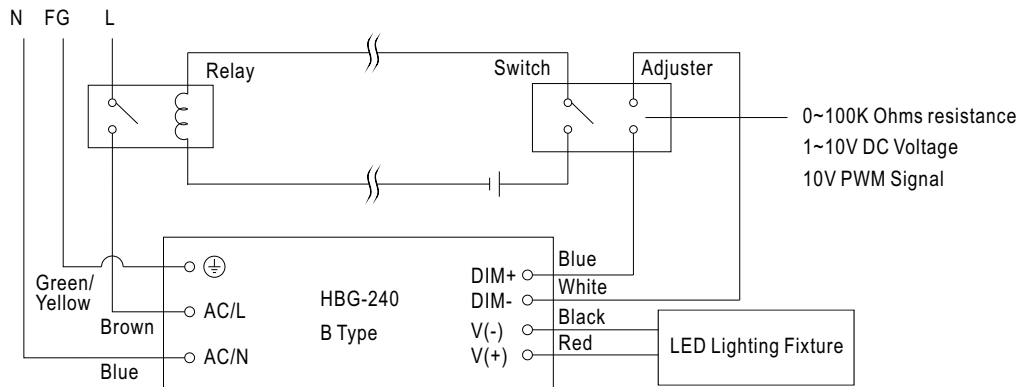 N FG L
Relay
Switch
Adjuster
0~100K Ohms resistance
1~10V DC Voltage
10V PWM Signal
Green/
Yellow
Brown
Blue
AC/L
AC/N
HBG-240
B Type
DIM+
DIM-
V(-)
V(+)
Blue
White
Black
Red
LED Lighting Fixture